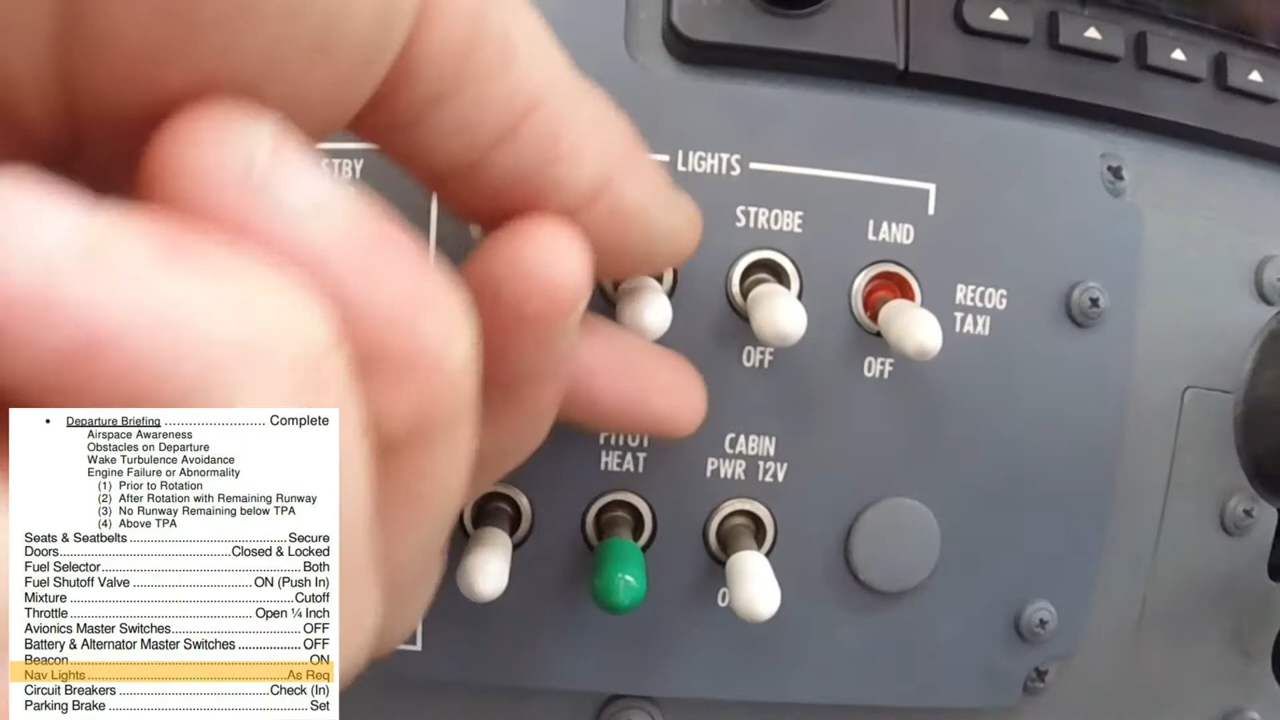 STBY
LIGHTS
STROBE
LAND
RECOG
TAXI
OFF
OFF
PITOT
HEAT
CABIN
PWR 12V
• Departure Briefing ......................... Complete
Airspace Awareness
Obstacles on Departure
Wake Turbulence Avoidance
Engine Failure or Abnormality
(1) Prior to Rotation
(2) After Rotation with Remaining Runway
(3) No Runway Remaining below TPA
(4) Above TPA
Seats & Seatbelts ........................................ Secure
Doors........................................... Closed & Locked
Fuel Selector.................................................. Both
Fuel Shutoff Valve .............................. ON (Push In)
Mixture ....................................................... Cutoff
Throttle .............................................. Open ¼ Inch
Avionics Master Switches................................. OFF
Battery & Alternator Master Switches ................ OFF
Beacon........................................................... ON
Nav Lights.................................................. As Req
Circuit Breakers ...................................... Check (In)
Parking Brake ................................................ Set